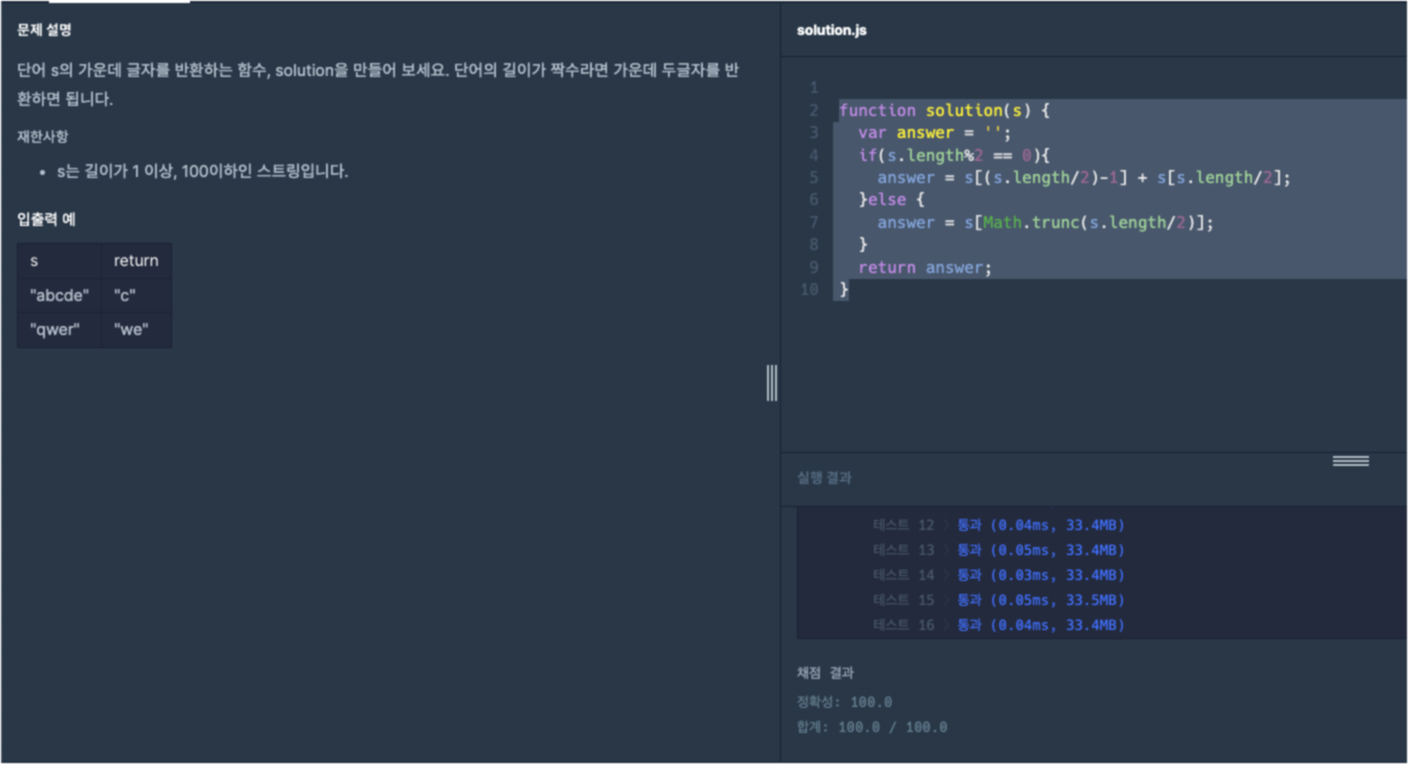 문제 설명
단어 s의 가운데 글자를 반환하는 함수, solution을 만들어 보세요. 단어의 길이가 짝수라면 가운데 두글자를 반
환하면 됩니다.
재한사항
• s는 길이가 1 이상, 100이하인 스트링입니다.
입출력 예
s return
"abcde" "c"
"qwer" "we"
solution.js
1
2 function solution(s) {
3   var answer = '';
4   if(s.length%2 == 0){
5     answer = s[(s.length/2)-1] + s[s.length/2];
6   }else {
7     answer = s[Math.trunc(s.length/2)];
8   }
9   return answer;
10 }
실행 결과
테스트 12 > 통과 (0.04ms, 33.4MB)
테스트 13 > 통과 (0.05ms, 33.4MB)
테스트 14 > 통과 (0.03ms, 33.4MB)
테스트 15 > 통과 (0.05ms, 33.5MB)
테스트 16 > 통과 (0.04ms, 33.4MB)
채점 결과
정확성: 100.0
합계: 100.0 / 100.0